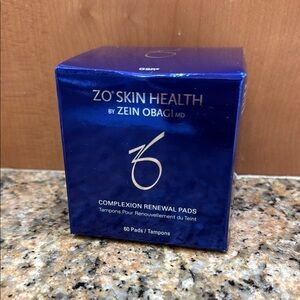 ZO® SKIN HEALTH
BY ZEIN OBAGI MD
COMPLEXION RENEWAL PADS
Tampons Pour Renouvellement du Teint
60 Pads / Tampons